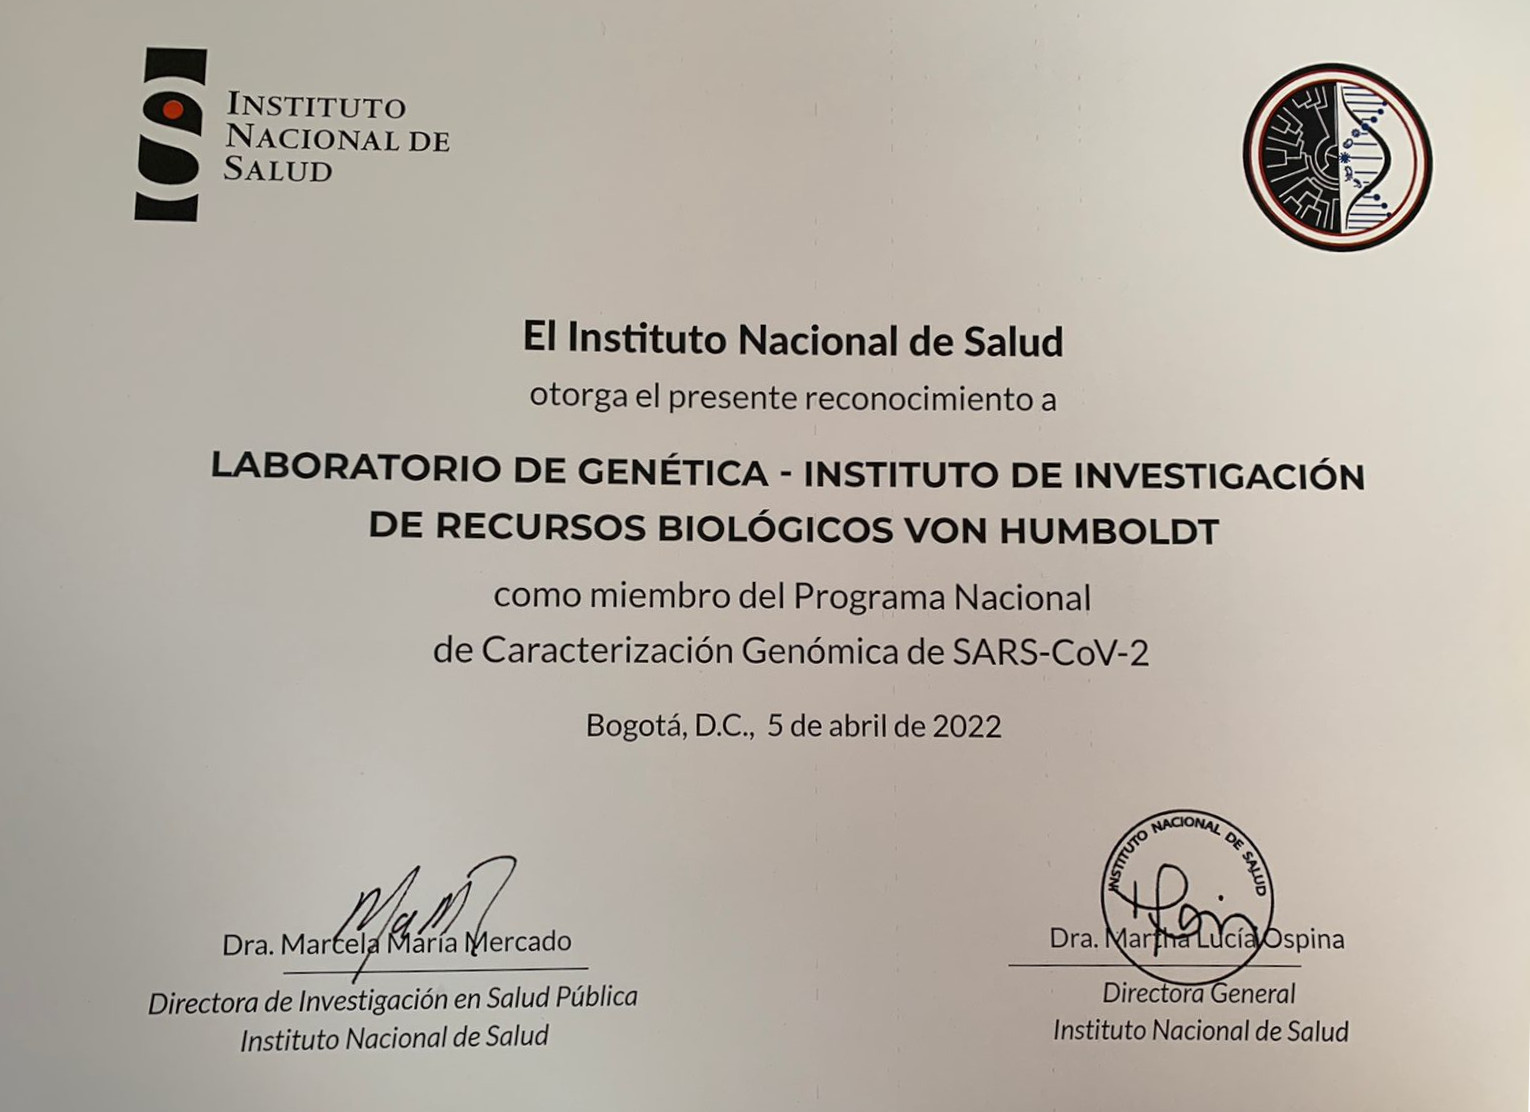 INSTITUTO
NACIONAL DE
SALUD
El Instituto Nacional de Salud
otorga el presente reconocimiento a
LABORATORIO DE GENÉTICA - INSTITUTO DE INVESTIGACIÓN
DE RECURSOS BIOLÓGICOS VON HUMBOLDT
como miembro del Programa Nacional
de Caracterización Genómica de SARS-CoV-2
Bogotá, D.C., 5 de abril de 2022
Dra. Marcela María Mercado
Directora de Investigación en Salud Pública
Instituto Nacional de Salud
INSTITUTO NACIONAL DE SALUD
Dra. Martha Lucía Ospina
Directora General
Instituto Nacional de Salud